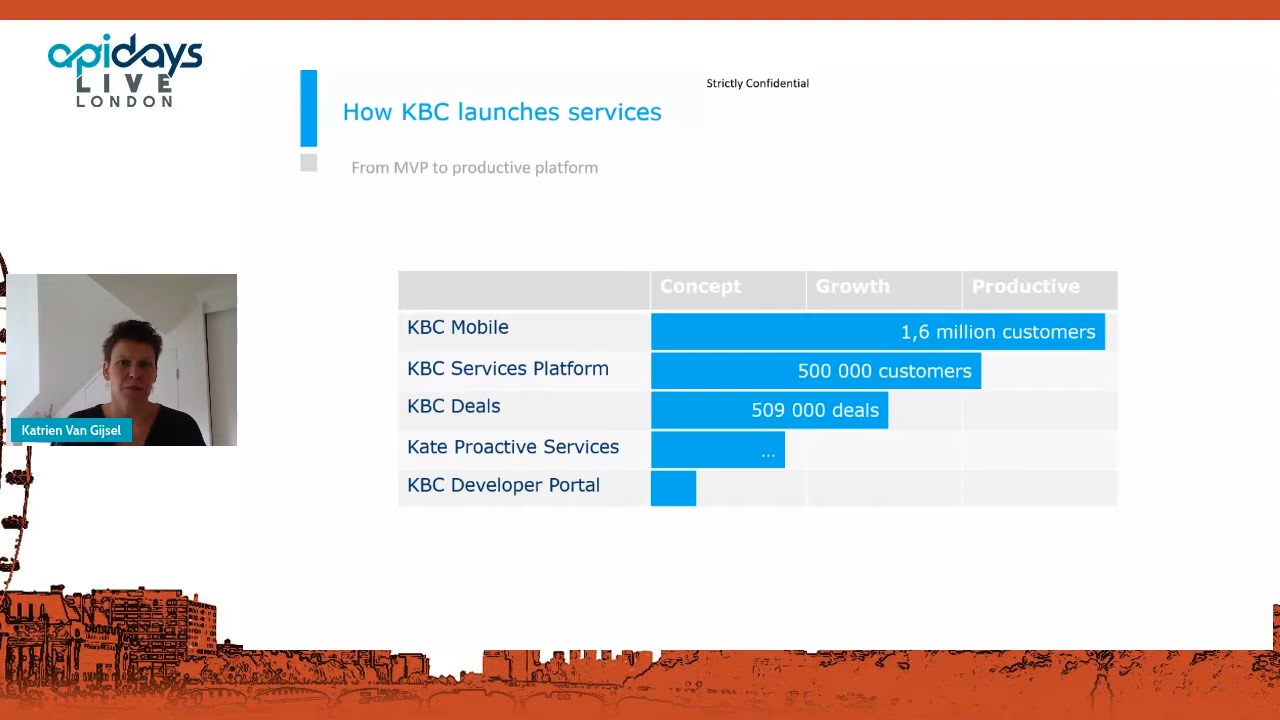 apidays
LIVE
LONDON
Strictly Confidential
How KBC launches services
From MVP to productive platform
Concept Growth Productive
KBC Mobile 1,6 million customers
KBC Services Platform 500 000 customers
KBC Deals 509 000 deals
Kate Proactive Services ...
KBC Developer Portal
Katrien Van Gijsel